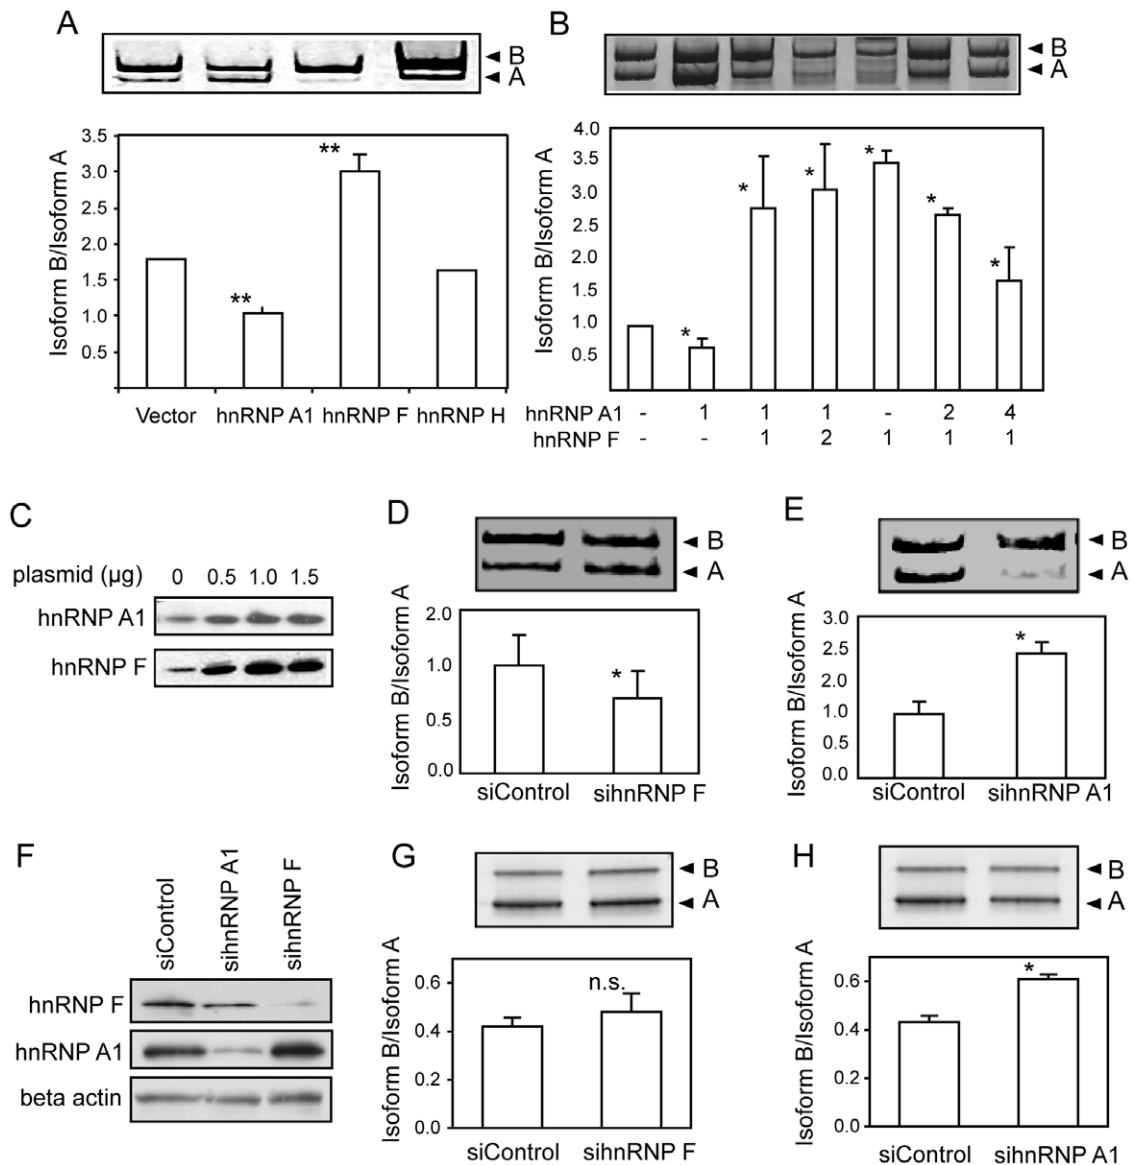 A
B
B
A
B
A
Isoform B/Isoform A
3.5
3.0
2.5
2.0
1.5
1.0
0.5
**
**
Vector hnRNP A1 hnRNP F hnRNP H
Isoform B/Isoform A
4.0
3.5
3.0
2.5
2.0
1.5
1.0
0.5
* * * * * *
hnRNP A1 - 1 1 1 - 2 4
hnRNP F - - 1 2 1 1 1
C
plasmid (µg) 0 0.5 1.0 1.5
hnRNP A1
hnRNP F
D
B
A
Isoform B/Isoform A
2.0
1.0
0.5
0.0
*
siControl sihnRNP F
E
B
A
Isoform B/Isoform A
3.0
2.5
2.0
1.0
0.5
0.0
*
siControl sihnRNP A1
F
siControl
sihnRNP A1
sihnRNP F
hnRNP F
hnRNP A1
beta actin
G
B
A
Isoform B/Isoform A
0.6
0.4
0.2
0.0
n.s.
siControl sihnRNP F
H
B
A
Isoform B/Isoform A
0.6
0.4
0.2
0.0
*
siControl sihnRNP A1